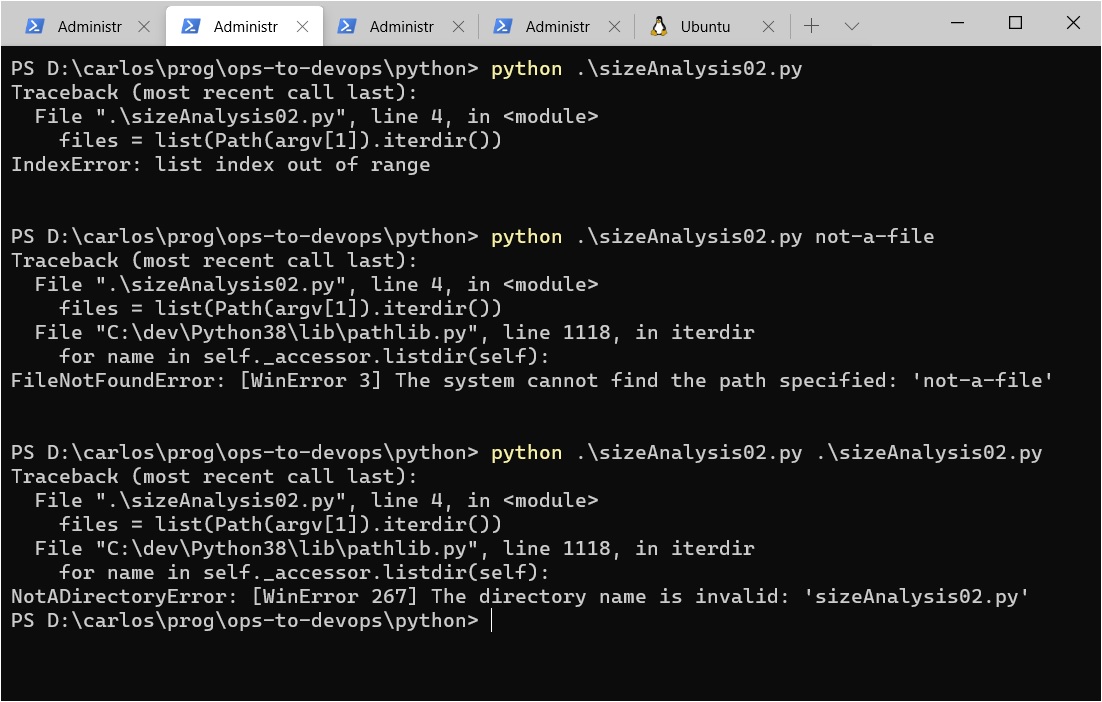 Administr
Administr
Administr
Administr
Ubuntu
PS D:\carlos\prog\ops-to-devops\python> python .\sizeAnalysis02.py
Traceback (most recent call last):
  File ".\sizeAnalysis02.py", line 4, in <module>
    files = list(Path(argv[1]).iterdir())
IndexError: list index out of range
PS D:\carlos\prog\ops-to-devops\python> python .\sizeAnalysis02.py not-a-file
Traceback (most recent call last):
  File ".\sizeAnalysis02.py", line 4, in <module>
    files = list(Path(argv[1]).iterdir())
  File "C:\dev\Python38\lib\pathlib.py", line 1118, in iterdir
    for name in self._accessor.listdir(self):
FileNotFoundError: [WinError 3] The system cannot find the path specified: 'not-a-file'
PS D:\carlos\prog\ops-to-devops\python> python .\sizeAnalysis02.py .\sizeAnalysis02.py
Traceback (most recent call last):
  File ".\sizeAnalysis02.py", line 4, in <module>
    files = list(Path(argv[1]).iterdir())
  File "C:\dev\Python38\lib\pathlib.py", line 1118, in iterdir
    for name in self._accessor.listdir(self):
NotADirectoryError: [WinError 267] The directory name is invalid: 'sizeAnalysis02.py'
PS D:\carlos\prog\ops-to-devops\python>